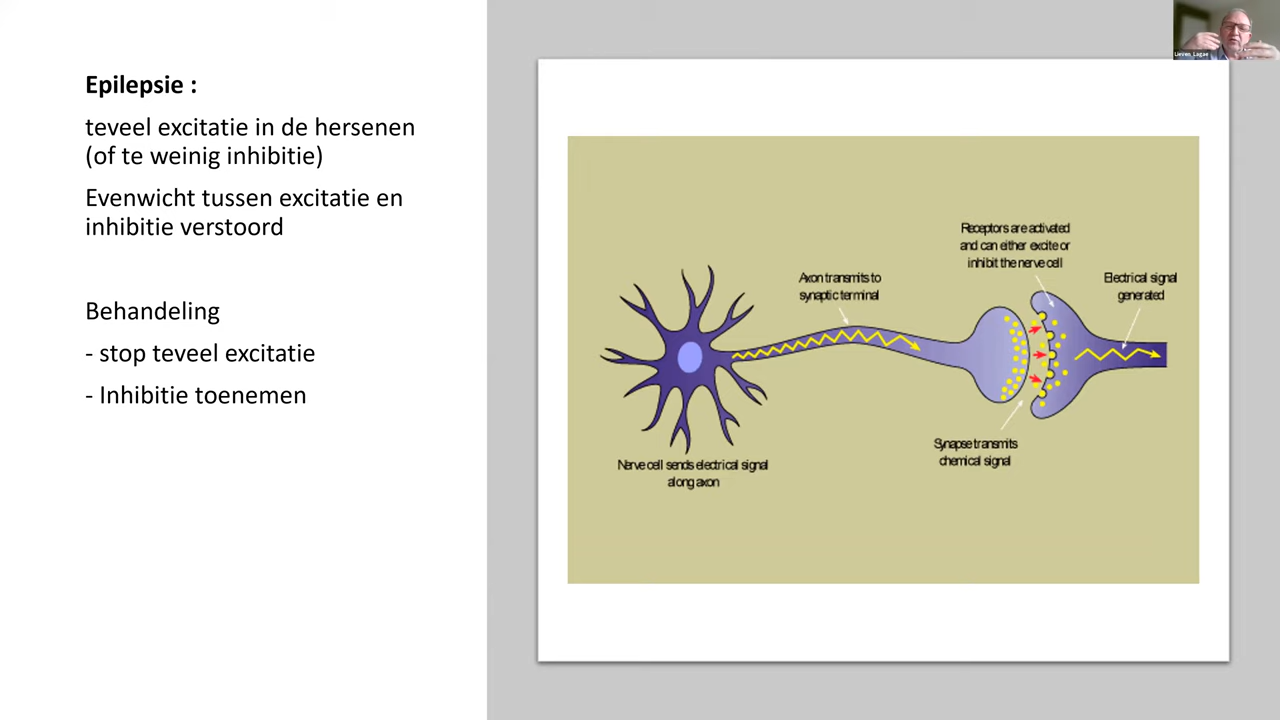 Epilepsie :
teveel excitatie in de hersenen
(of te weinig inhibitie)
Evenwicht tussen excitatie en
inhibitie verstoord
Behandeling
- stop teveel excitatie
- Inhibitie toenemen
Lieven_Lagae
Receptors are activated
and can either excite or
inhibit the nerve cell
Axon transmits to
synaptic terminal
Electrical signal
generated
Synapse transmits
chemical signal
Nerve cell sends electrical signal
along axon